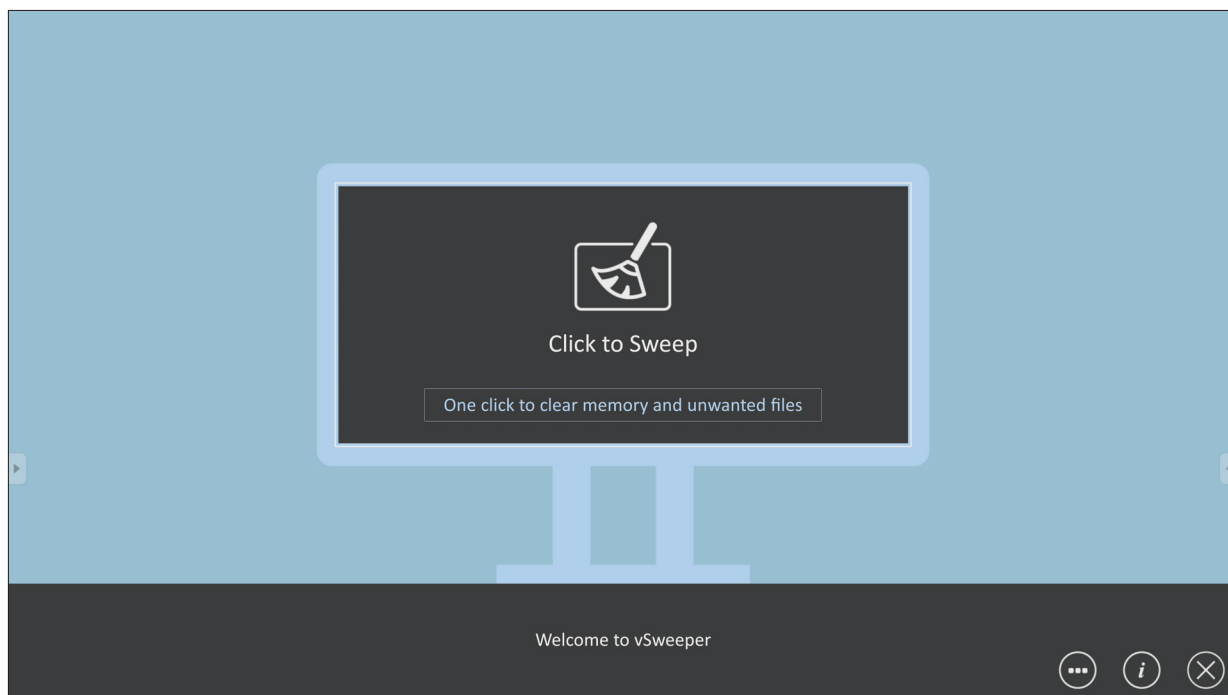 Click to Sweep
One click to clear memory and unwanted files
Welcome to vSweeper
i